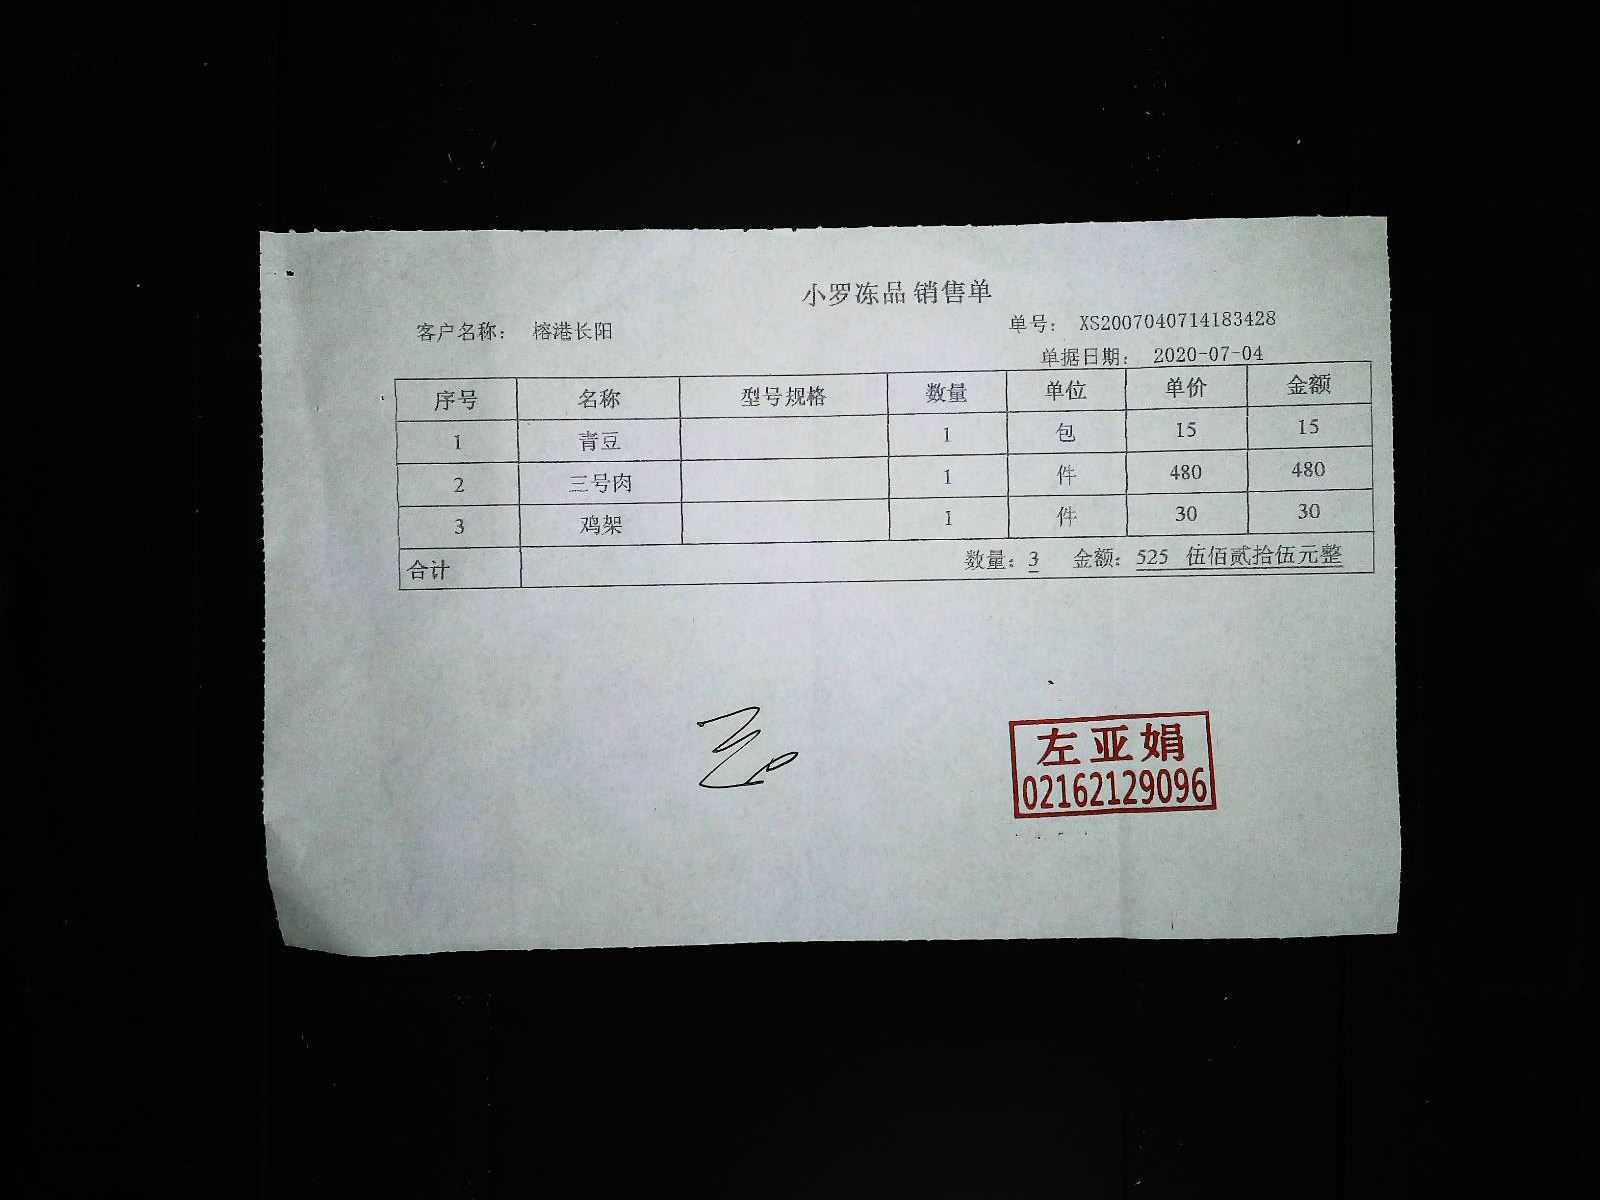 小罗冻品 销售单
客户名称： 榕港长阳 单号： XS2007040714183428
单据日期： 2020-07-04
序号 名称 型号规格 数量 单位 单价 金额
1 青豆 1 包 15 15
2 三号肉 1 件 480 480
3 鸡架 1 件 30 30
合计 数量：3 金额：525 伍佰贰拾伍元整
左亚娟
02162129096